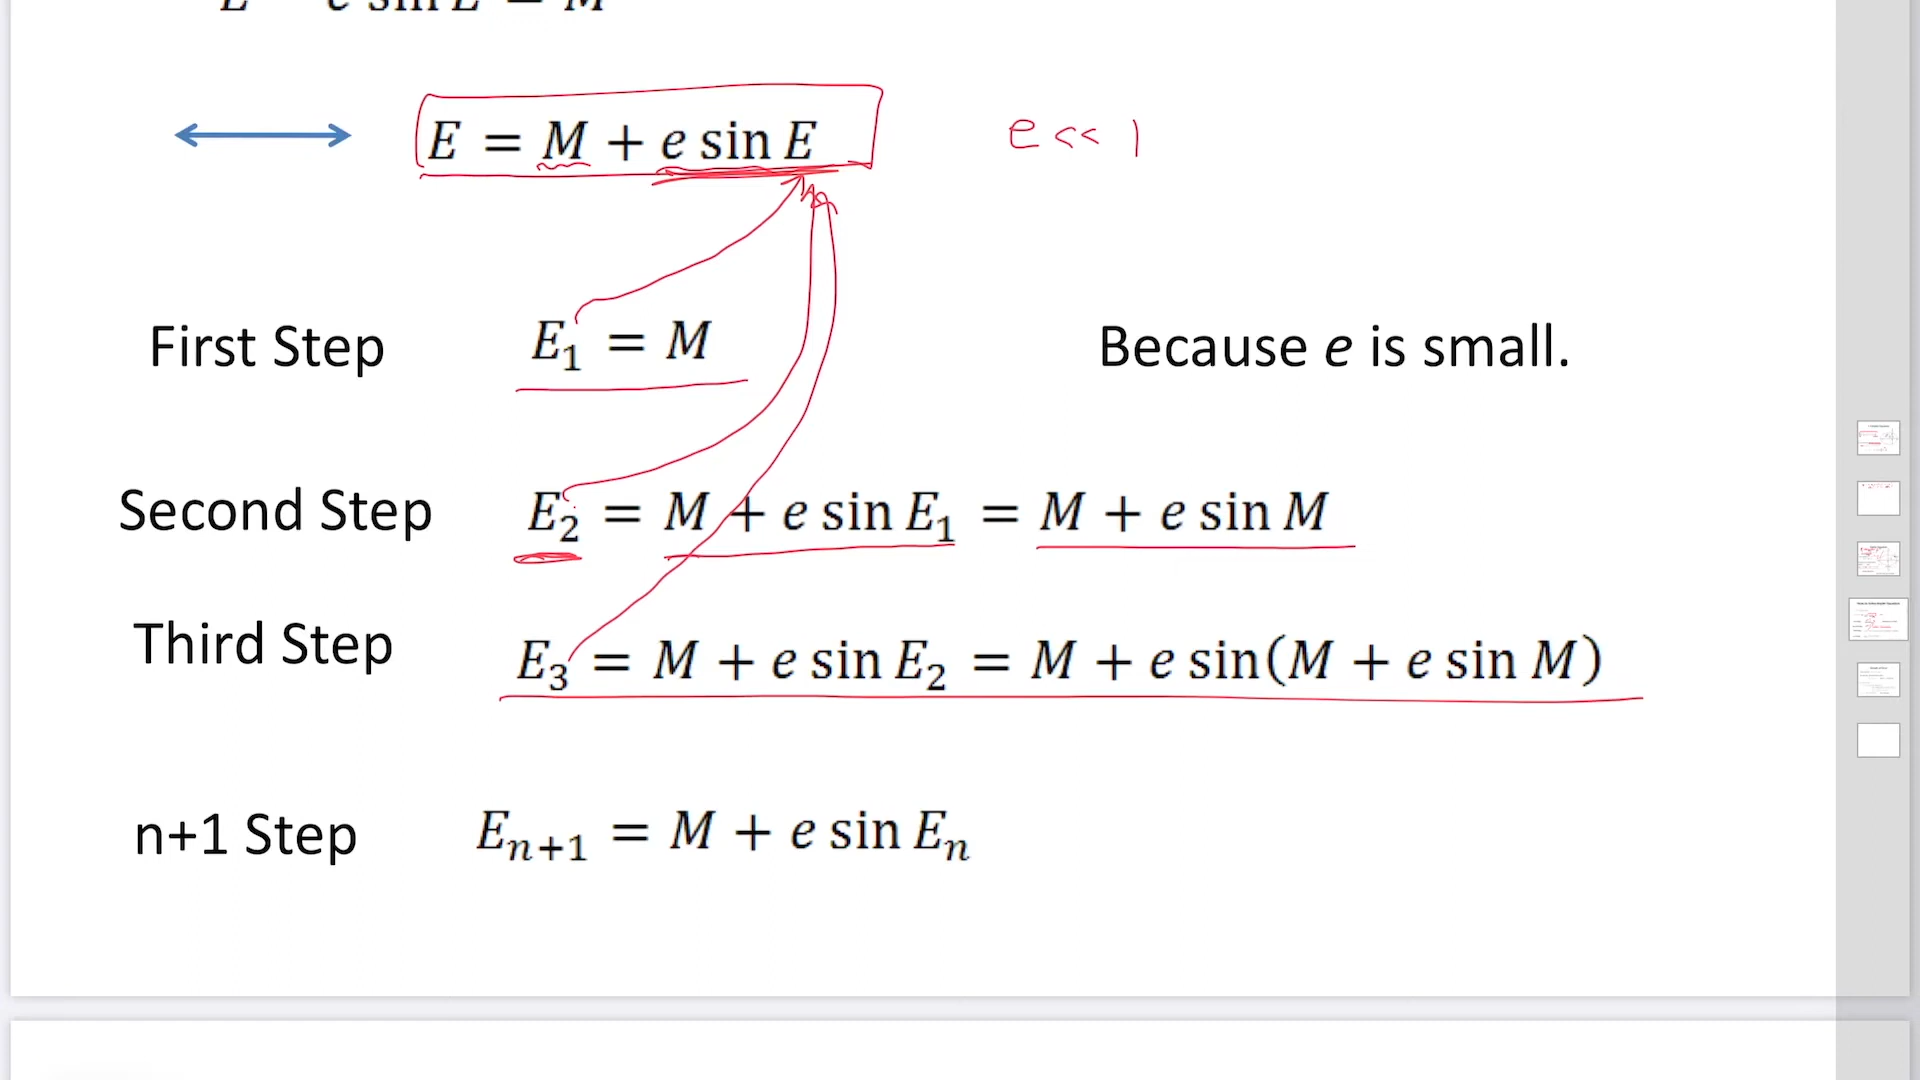 E − e sin E = M
E = M + e sin E e << 1
First Step E₁ = M Because e is small.
Second Step E₂ = M + e sin E₁ = M + e sin M
Third Step E₃ = M + e sin E₂ = M + e sin(M + e sin M)
n+1 Step Eₙ₊₁ = M + e sin Eₙ